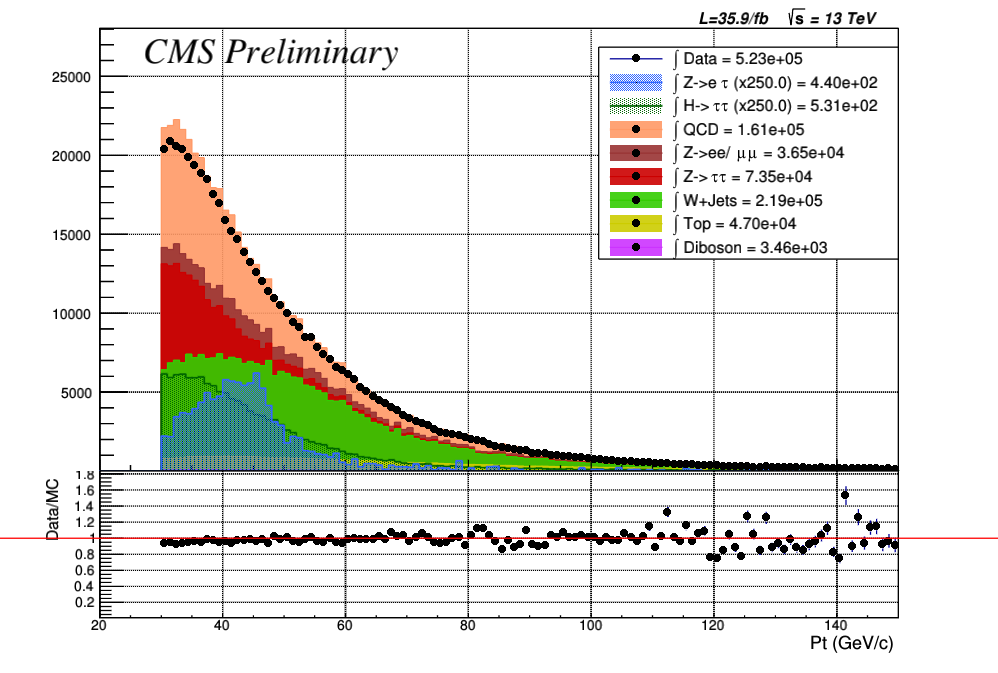 L=35.9/fb √s = 13 TeV
CMS Preliminary
∫ Data = 5.23e+05
∫ Z->e τ (x250.0) = 4.40e+02
∫ H-> ττ (x250.0) = 5.31e+02
∫ QCD = 1.61e+05
∫ Z->ee/ μμ = 3.65e+04
∫ Z-> ττ = 7.35e+04
∫ W+Jets = 2.19e+05
∫ Top = 4.70e+04
∫ Diboson = 3.46e+03
25000
20000
15000
10000
5000
Data/MC
1.8
1.6
1.4
1.2
1
0.8
0.6
0.4
0.2
20 40 60 80 100 120 140
Pt (GeV/c)